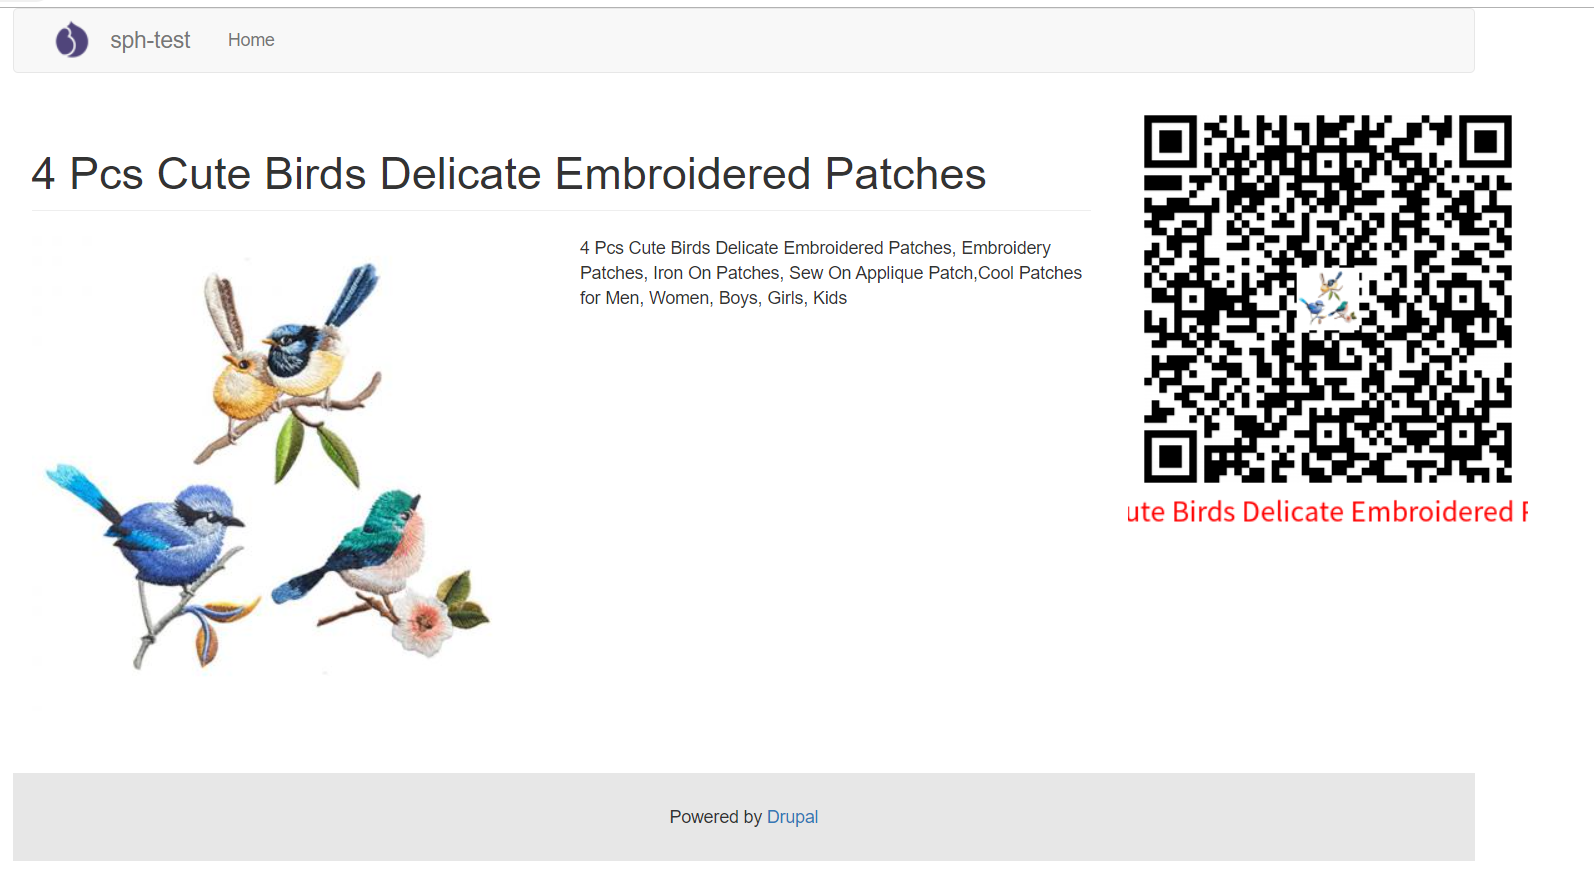 sph-test Home
4 Pcs Cute Birds Delicate Embroidered Patches
4 Pcs Cute Birds Delicate Embroidered Patches, Embroidery
Patches, Iron On Patches, Sew On Applique Patch,Cool Patches
for Men, Women, Boys, Girls, Kids
ute Birds Delicate Embroidered
Powered by Drupal